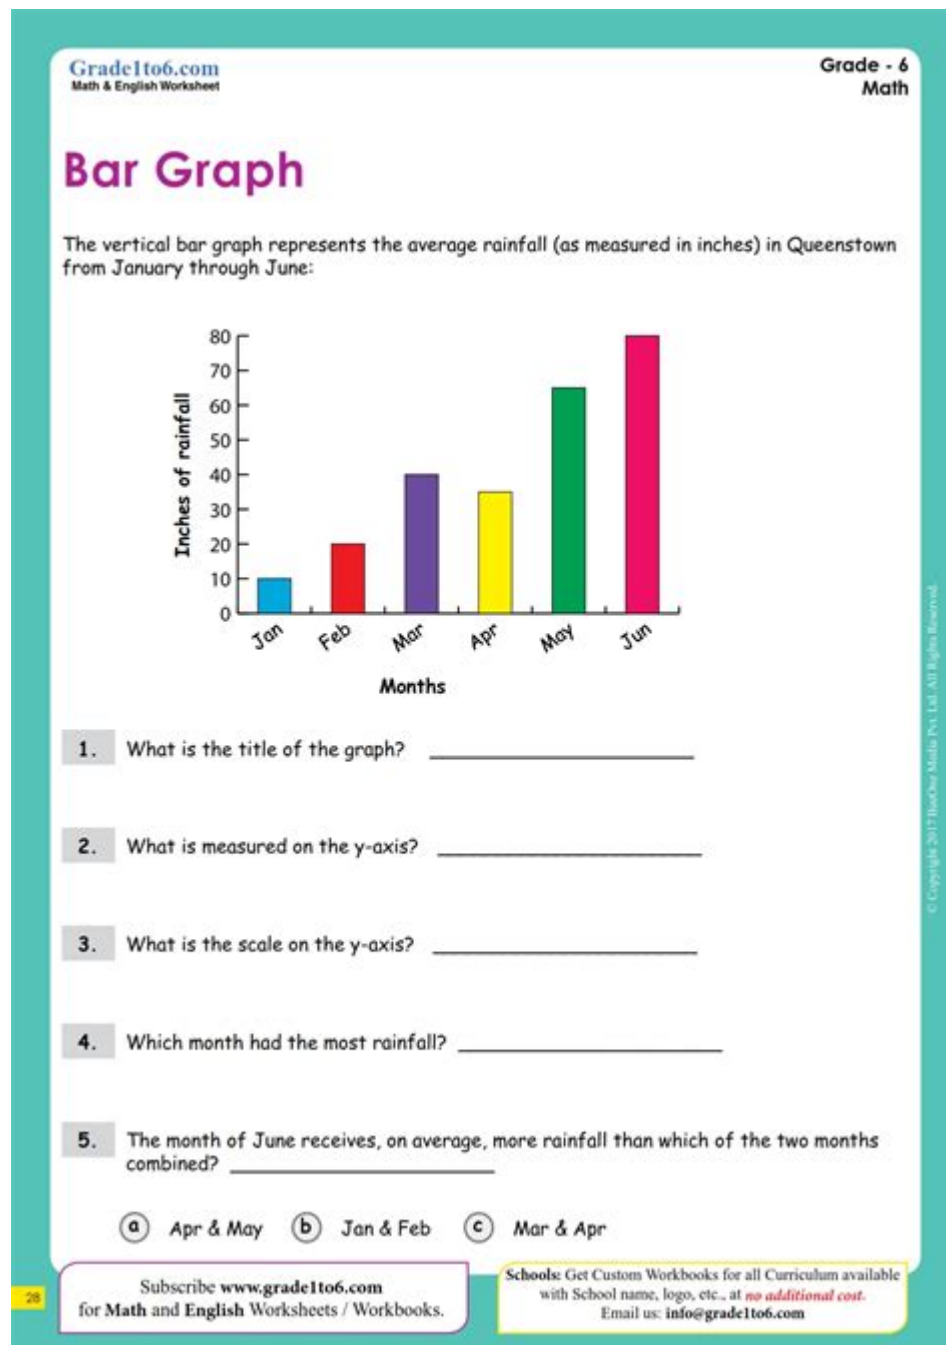 Grade1to6.com
Math & English Worksheet
Grade - 6
Math
Bar Graph
The vertical bar graph represents the average rainfall (as measured in inches) in Queenstown
from January through June:
Inches of rainfall
80
70
60
50
40
30
20
10
0
Jan Feb Mar Apr May Jun
Months
1. What is the title of the graph?
2. What is measured on the y-axis?
3. What is the scale on the y-axis?
4. Which month had the most rainfall?
5. The month of June receives, on average, more rainfall than which of the two months
combined?
a Apr & May b Jan & Feb c Mar & Apr
28
Subscribe www.grade1to6.com
for Math and English Worksheets / Workbooks.
Schools: Get Custom Workbooks for all Curriculum available
with School name, logo, etc., at no additional cost.
Email us: info@grade1to6.com
© Copyright 2017 Pvt. Ltd. All Rights Reserved.